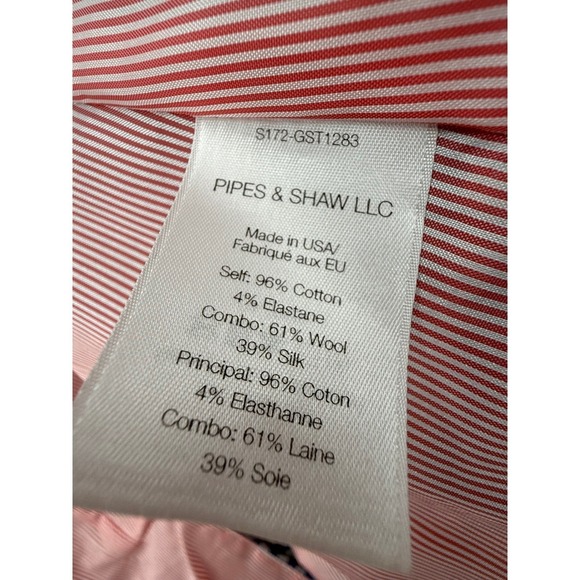 S172-GST1283
PIPES & SHAW LLC
Made in USA/
Fabriqué aux EU
Self: 96% Cotton
4% Elastane
Combo: 61% Wool
39% Silk
Principal: 96% Coton
4% Elasthanne
Combo: 61% Laine
39% Soie